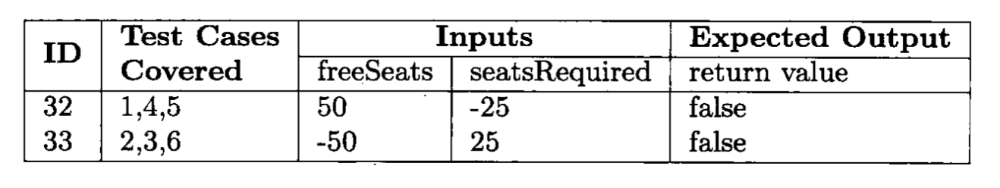 ID Test Cases Covered Inputs Expected Output
freeSeats seatsRequired return value
32 1,4,5 50 -25 false
33 2,3,6 -50 25 false